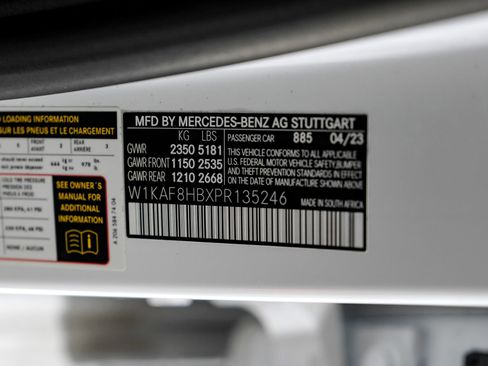 LOADING INFORMATION
SUR LES PNEUS ET LE CHARGEMENT
SEE OWNER'S
MANUAL FOR
ADDITIONAL
INFORMATION
MFD BY MERCEDES-BENZ AG STUTTGART
KG LBS PASSENGER CAR 885 04/23
GVWR 2350 5181
GAWR FRONT 1150 2535
GAWR REAR 1210 2668
THIS VEHICLE CONFORMS TO ALL APPLICABLE
U.S. FEDERAL MOTOR VEHICLE SAFETY, BUMPER
AND THEFT PREVENTION STANDARDS IN
EFFECT ON THE DATE OF MANUFACTURE
W1KAF8HBXPR135246
MADE IN SOUTH AFRICA